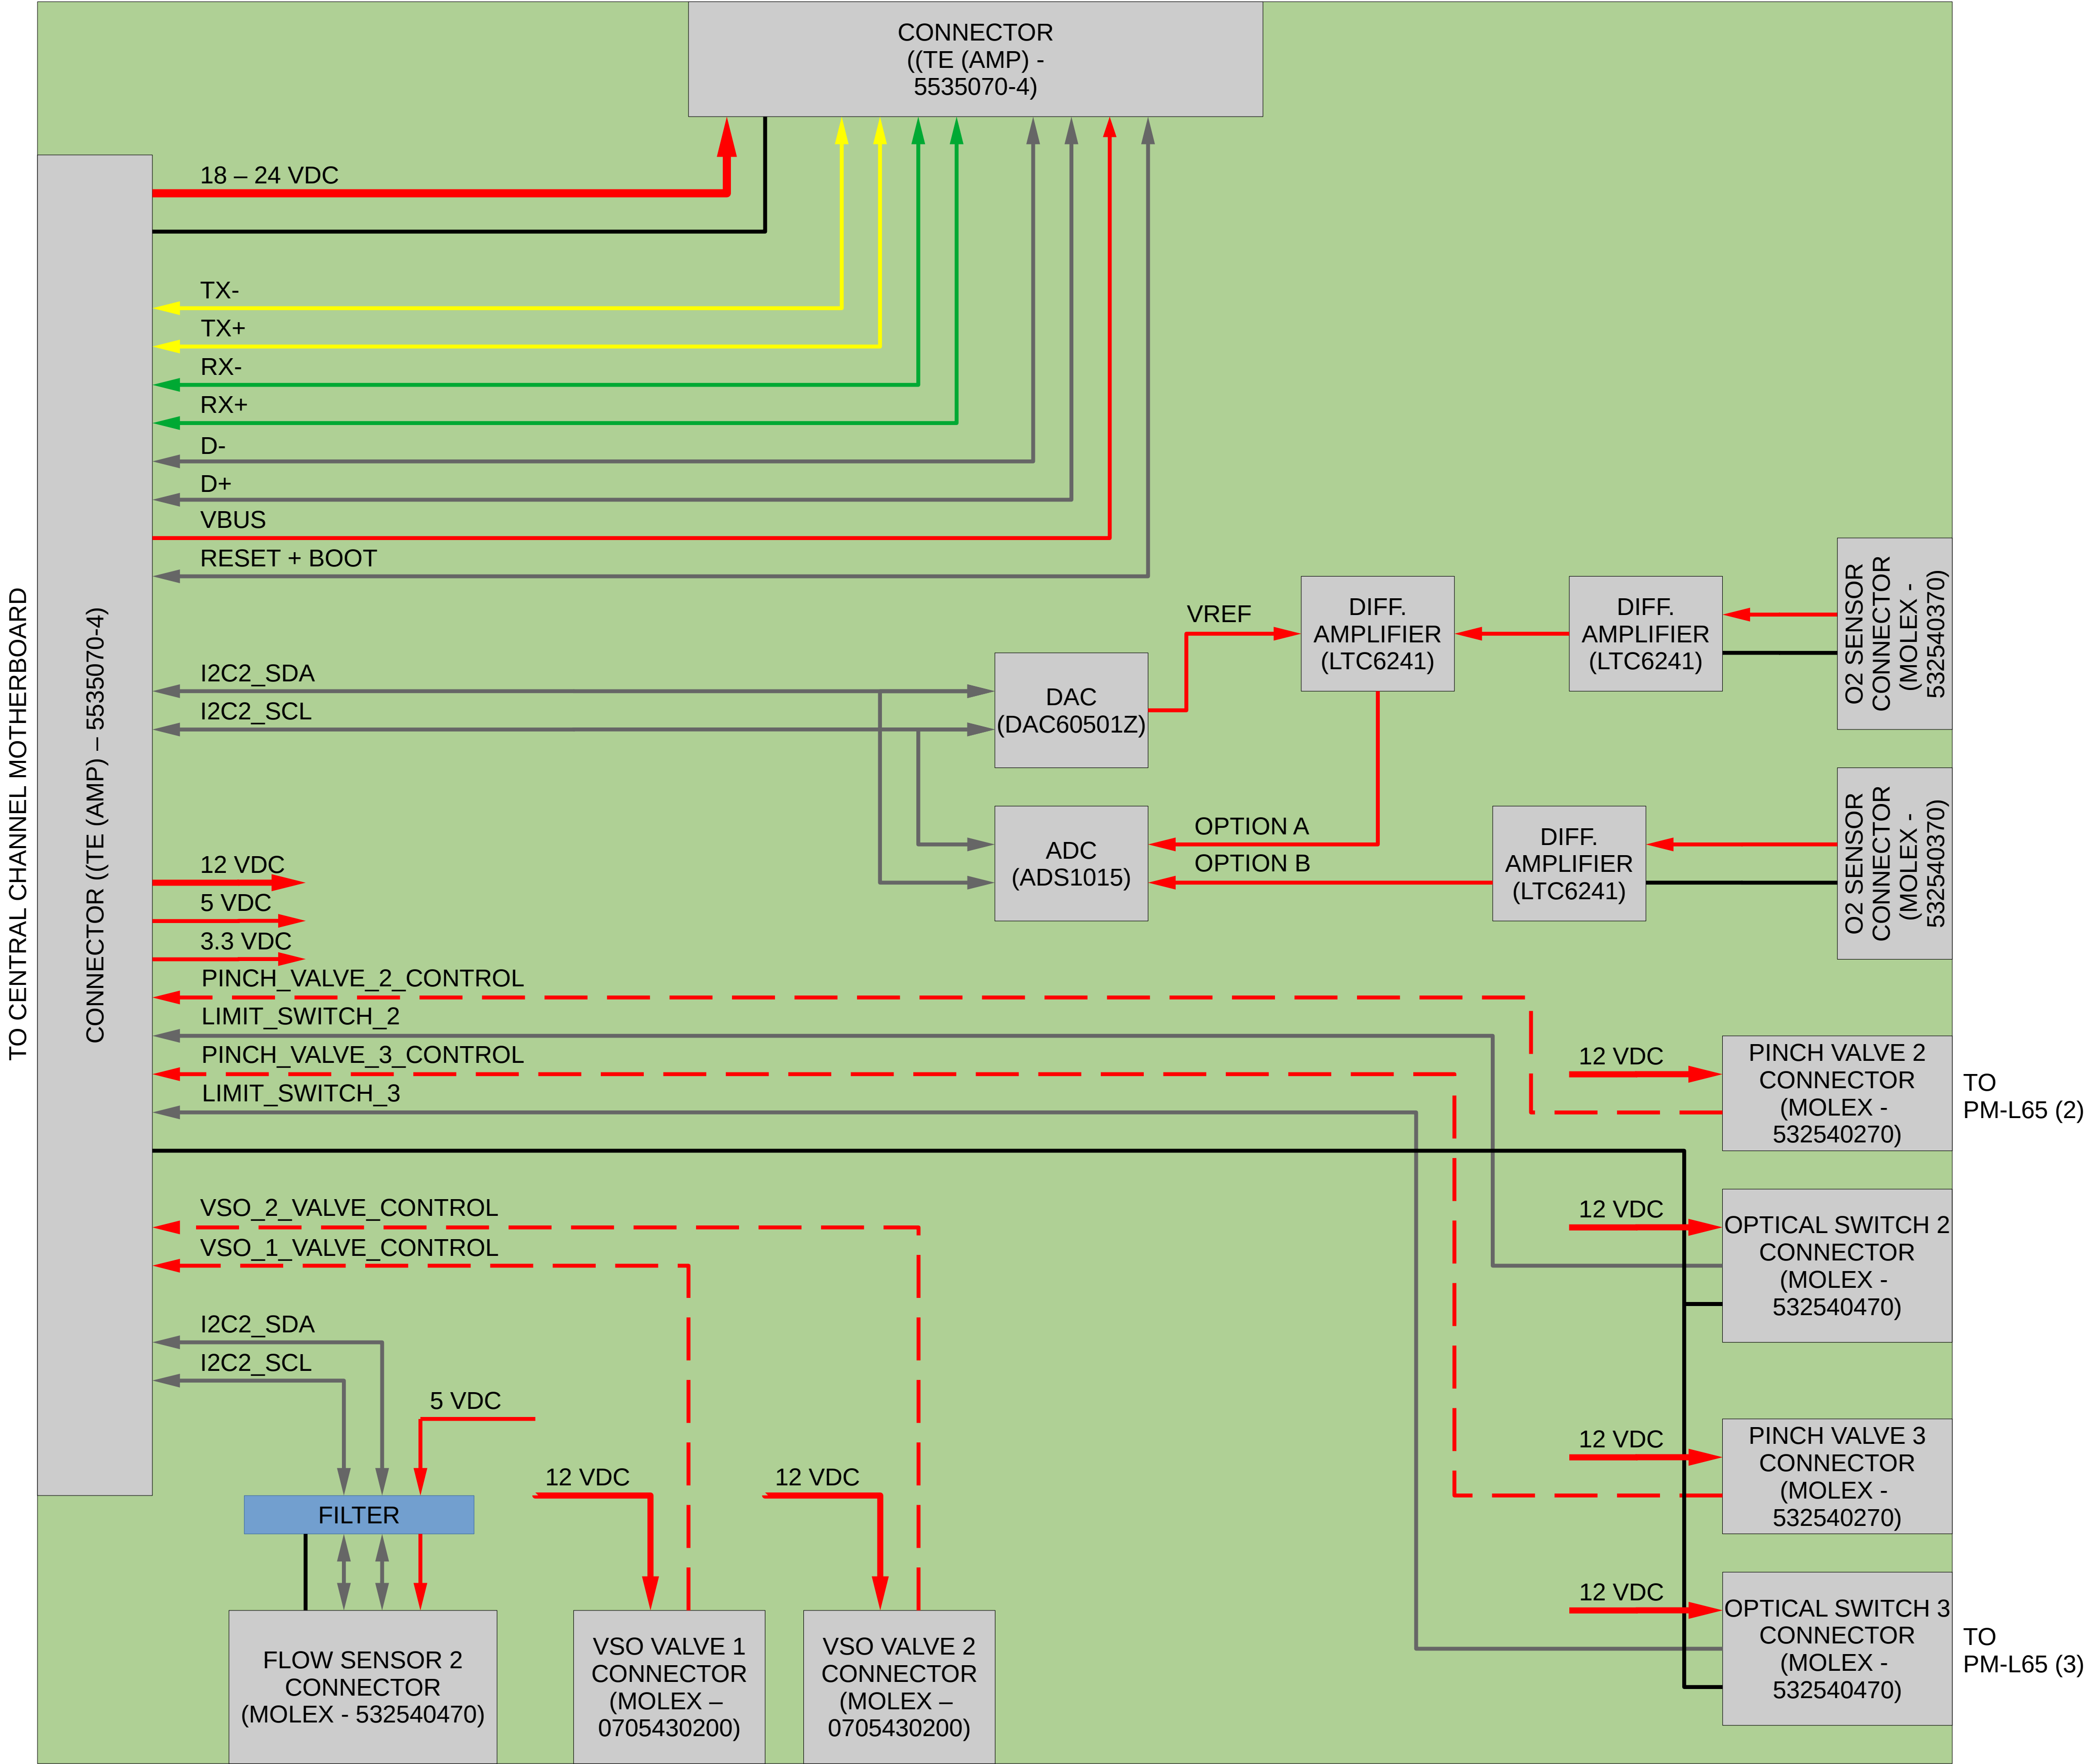 CONNECTOR
((TE (AMP) -
5535070-4)
18 – 24 VDC
TX-
TX+
RX-
RX+
D-
D+
VBUS
RESET + BOOT
TO CENTRAL CHANNEL MOTHERBOARD
CONNECTOR ((TE (AMP) – 5535070-4)
I2C2_SDA
I2C2_SCL
DAC
(DAC60501Z)
VREF
DIFF.
AMPLIFIER
(LTC6241)
DIFF.
AMPLIFIER
(LTC6241)
O2 SENSOR
CONNECTOR
(MOLEX -
532540370)
ADC
(ADS1015)
OPTION A
OPTION B
DIFF.
AMPLIFIER
(LTC6241)
O2 SENSOR
CONNECTOR
(MOLEX -
532540370)
12 VDC
5 VDC
3.3 VDC
PINCH_VALVE_2_CONTROL
LIMIT_SWITCH_2
PINCH_VALVE_3_CONTROL
LIMIT_SWITCH_3
12 VDC
PINCH VALVE 2
CONNECTOR
(MOLEX -
532540270)
TO
PM-L65 (2)
12 VDC
OPTICAL SWITCH 2
CONNECTOR
(MOLEX -
532540470)
VSO_2_VALVE_CONTROL
VSO_1_VALVE_CONTROL
I2C2_SDA
I2C2_SCL
5 VDC
12 VDC
12 VDC
FILTER
12 VDC
PINCH VALVE 3
CONNECTOR
(MOLEX -
532540270)
12 VDC
OPTICAL SWITCH 3
CONNECTOR
(MOLEX -
532540470)
TO
PM-L65 (3)
FLOW SENSOR 2
CONNECTOR
(MOLEX - 532540470)
VSO VALVE 1
CONNECTOR
(MOLEX –
0705430200)
VSO VALVE 2
CONNECTOR
(MOLEX –
0705430200)